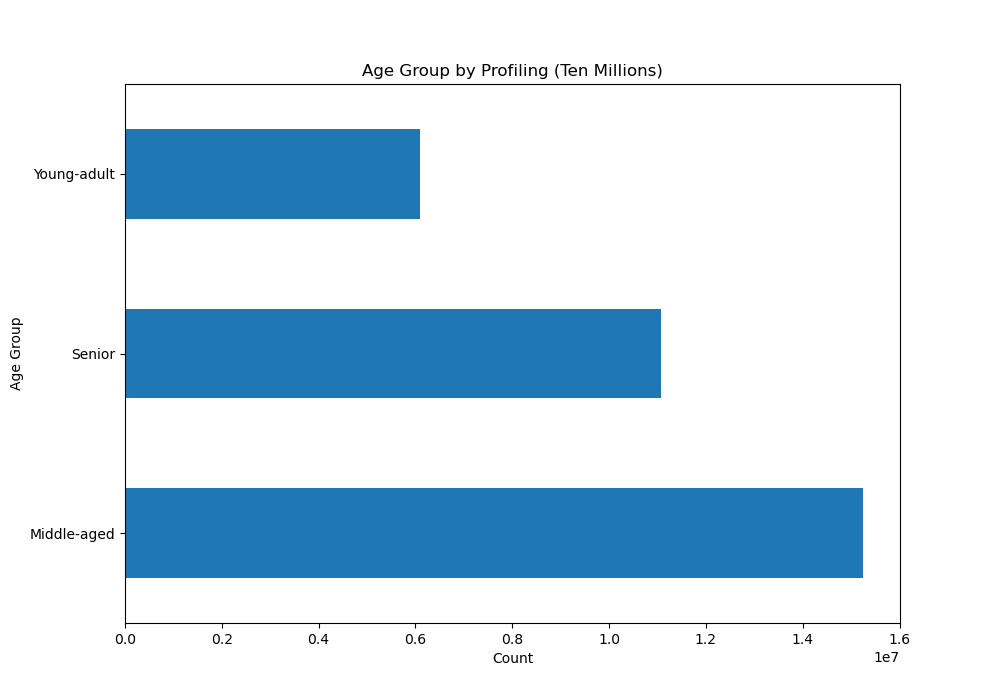 Age Group by Profiling (Ten Millions)
Young-adult
Senior
Middle-aged
Age Group
0.0 0.2 0.4 0.6 0.8 1.0 1.2 1.4 1.6
1e7
Count